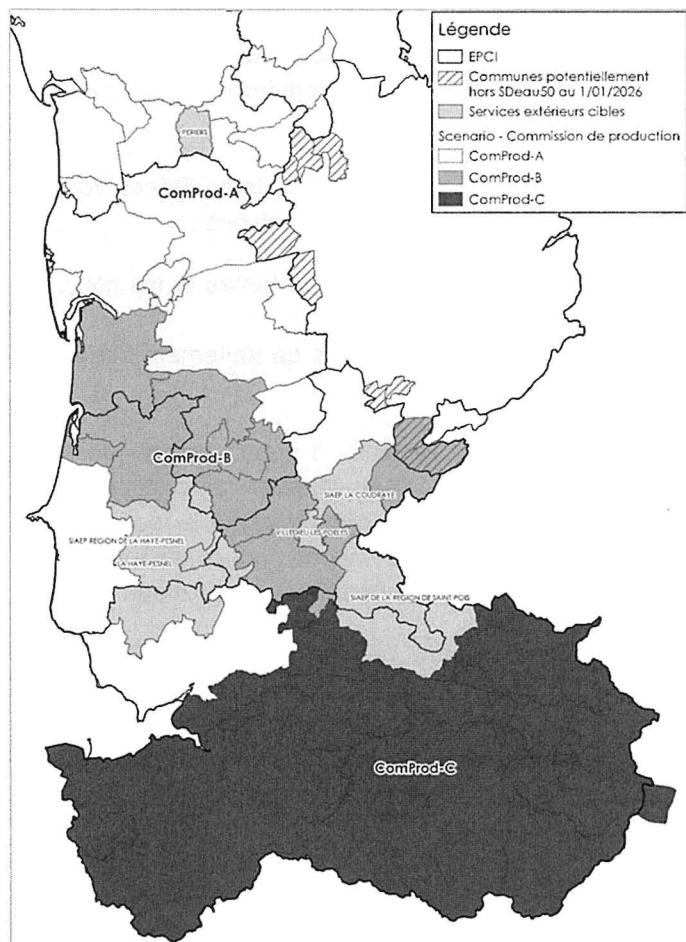 Légende
EPCI
Communes potentiellement
hors SDeau50 au 1/01/2026
Services extérieurs cibles
Scenario - Commission de production
ComProd-A
ComProd-B
ComProd-C
PERIERS
ComProd-A
ComProd-B
SIAEP LA COUDRAYE
VILLEDIEU-LES-POELES
SIAEP REGION DE LA HAYE-PESNEL
LA HAYE-PESNEL
SIAEP DE LA REGION DE SAINT-POIS
ComProd-C